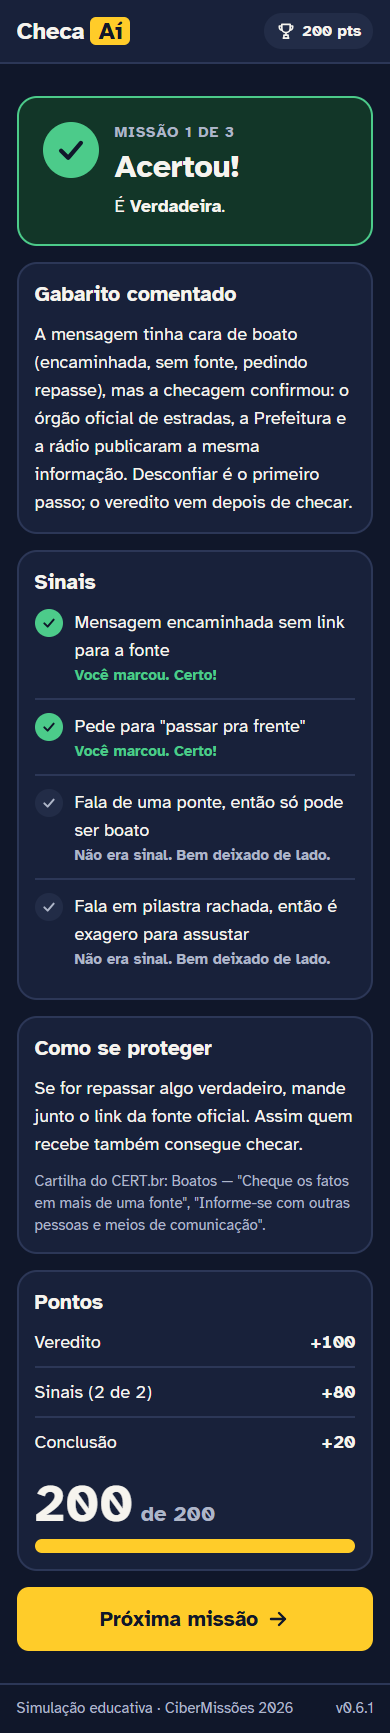 Checa Aí
200 pts
MISSÃO 1 DE 3
Acertou!
É Verdadeira.
Gabarito comentado
A mensagem tinha cara de boato
(encaminhada, sem fonte, pedindo
repasse), mas a checagem confirmou: o
órgão oficial de estradas, a Prefeitura e
a rádio publicaram a mesma
informação. Desconfiar é o primeiro
passo; o veredito vem depois de checar.
Sinais
Mensagem encaminhada sem link
para a fonte
Você marcou. Certo!
Pede para "passar pra frente"
Você marcou. Certo!
Fala de uma ponte, então só pode
ser boato
Não era sinal. Bem deixado de lado.
Fala em pilastra rachada, então é
exagero para assustar
Não era sinal. Bem deixado de lado.
Como se proteger
Se for repassar algo verdadeiro, mande
junto o link da fonte oficial. Assim quem
recebe também consegue checar.
Cartilha do CERT.br: Boatos — "Cheque os fatos
em mais de uma fonte", "Informe-se com outras
pessoas e meios de comunicação".
Pontos
Veredito +100
Sinais (2 de 2) +80
Conclusão +20
200 de 200
Próxima missão →
Simulação educativa · CiberMissões 2026 v0.6.1